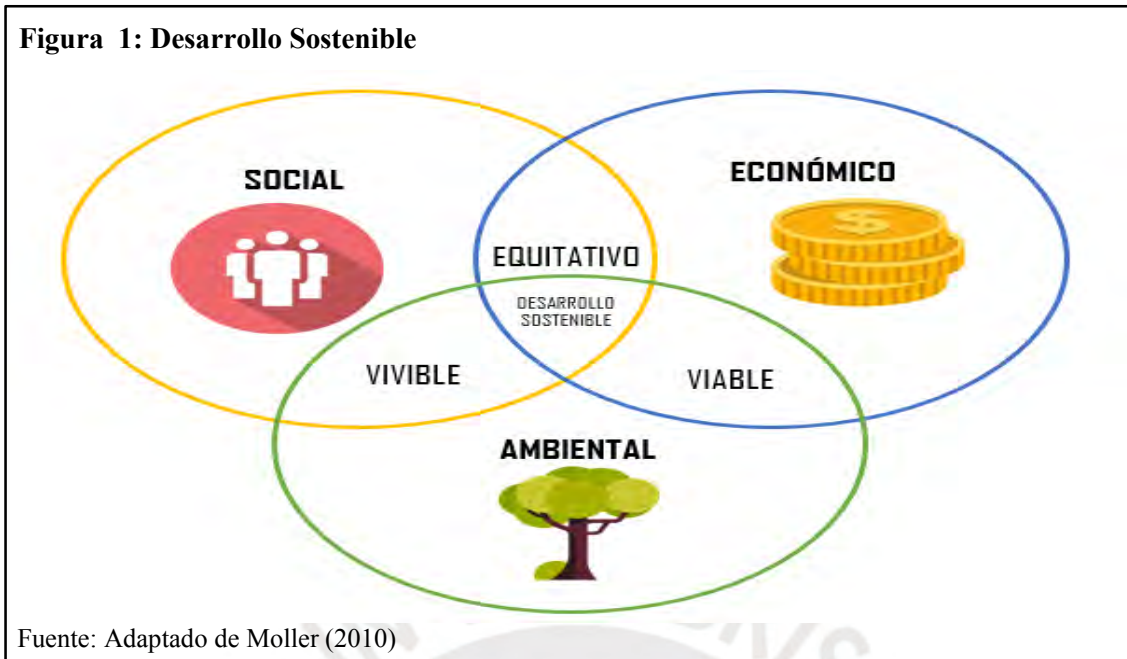 Figura 1: Desarrollo Sostenible
SOCIAL
ECONÓMICO
$
EQUITATIVO
DESARROLLO
SOSTENIBLE
VIVIBLE
VIABLE
AMBIENTAL
Fuente: Adaptado de Moller (2010)